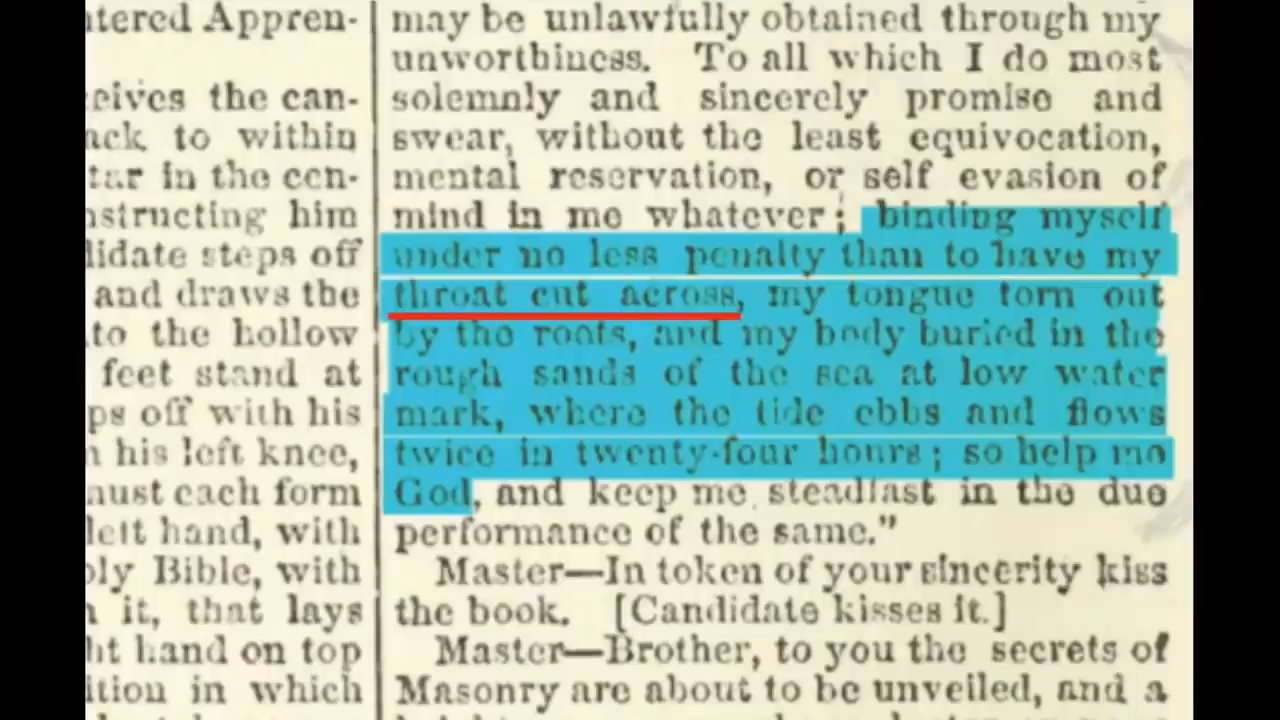 ntered Appren-
eives the can-
ack to within
tar in the cen-
nstructing him
lidate steps off
and draws the
to the hollow
feet stand at
ps off with his
his left knee,
must each form
left hand, with
oly Bible, with
it, that lays
ht hand on top
ition in which
may be unlawfully obtained through my
unworthiness. To all which I do most
solemnly and sincerely promise and
swear, without the least equivocation,
mental reservation, or self evasion of
mind in me whatever; binding myself
under no less penalty than to have my
throat cut across, my tongue torn out
by the roots, and my body buried in the
rough sands of the sea at low water
mark, where the tide ebbs and flows
twice in twenty-four hours; so help me
God, and keep me steadfast in the due
performance of the same."
Master—In token of your sincerity kiss
the book. [Candidate kisses it.]
Master—Brother, to you the secrets of
Masonry are about to be unveiled, and a